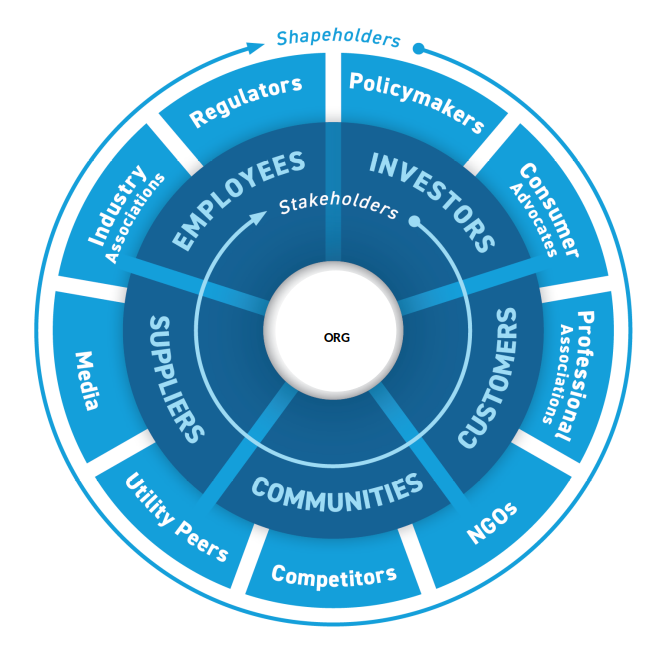 Shapeholders
Regulators
Policymakers
Consumer
Advocates
Professional
Associations
NGOs
Competitors
Utility Peers
Media
Industry
Associations
EMPLOYEES
INVESTORS
Stakeholders
CUSTOMERS
COMMUNITIES
SUPPLIERS
ORG